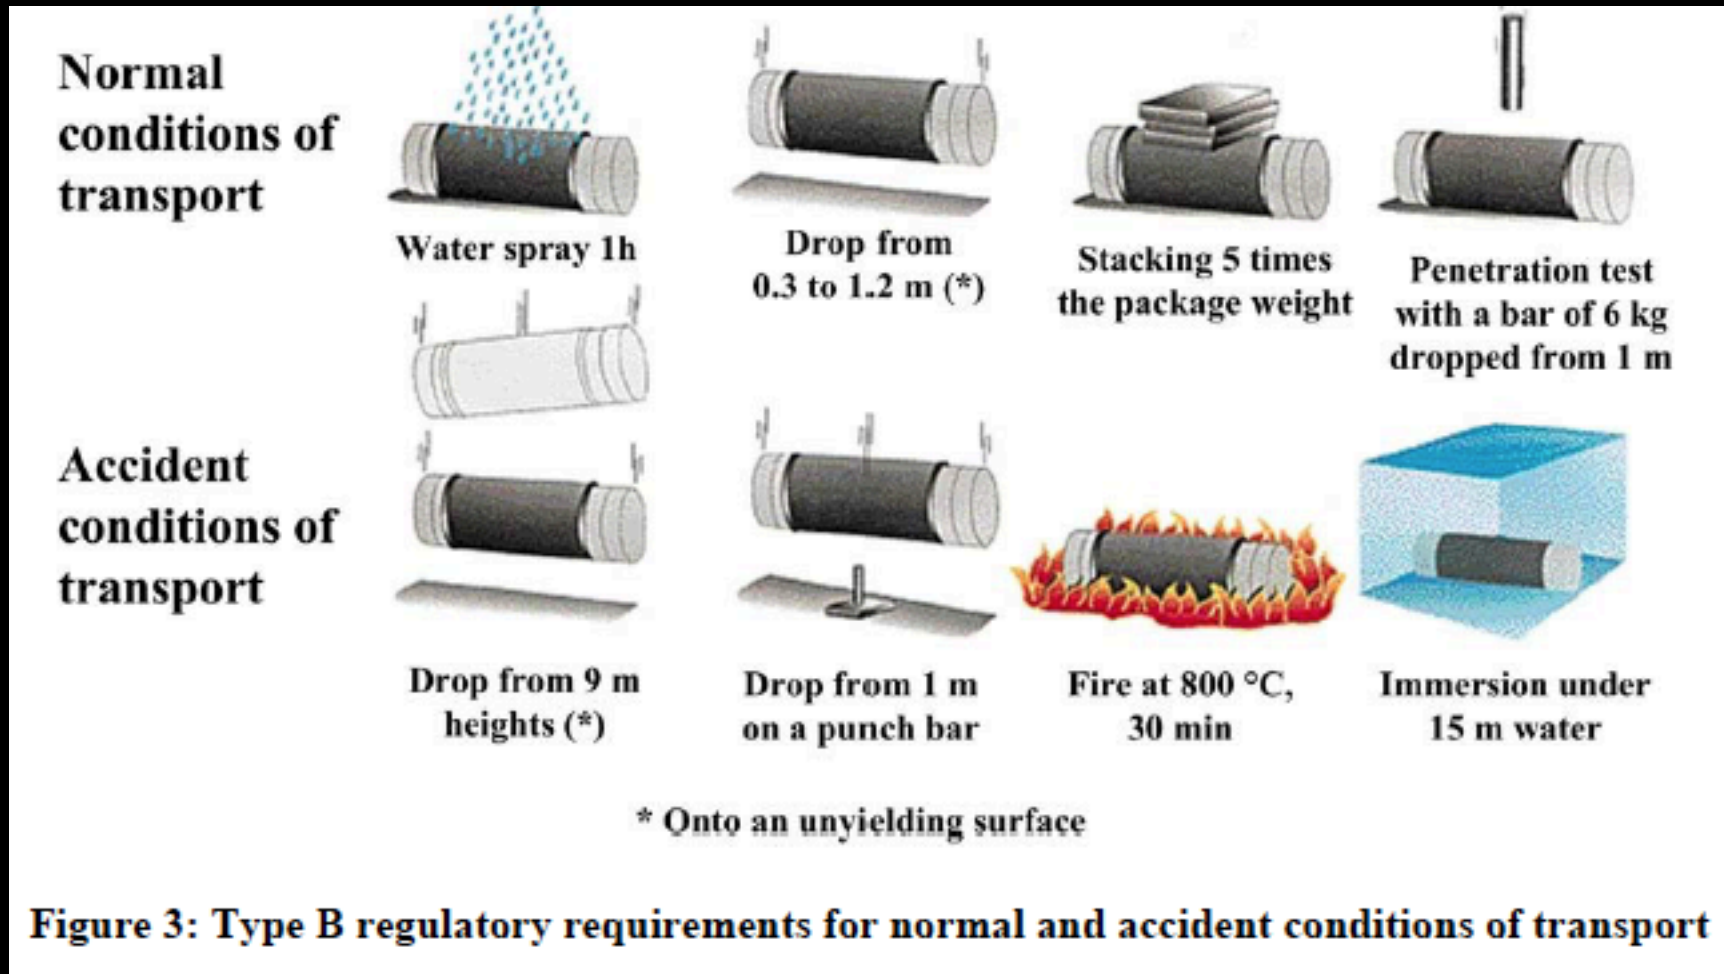 Normal
conditions of
transport
Water spray 1h
Drop from
0.3 to 1.2 m (*)
Stacking 5 times
the package weight
Penetration test
with a bar of 6 kg
dropped from 1 m
Accident
conditions of
transport
Drop from 9 m
heights (*)
Drop from 1 m
on a punch bar
Fire at 800 °C,
30 min
Immersion under
15 m water
* Onto an unyielding surface
Figure 3: Type B regulatory requirements for normal and accident conditions of transport